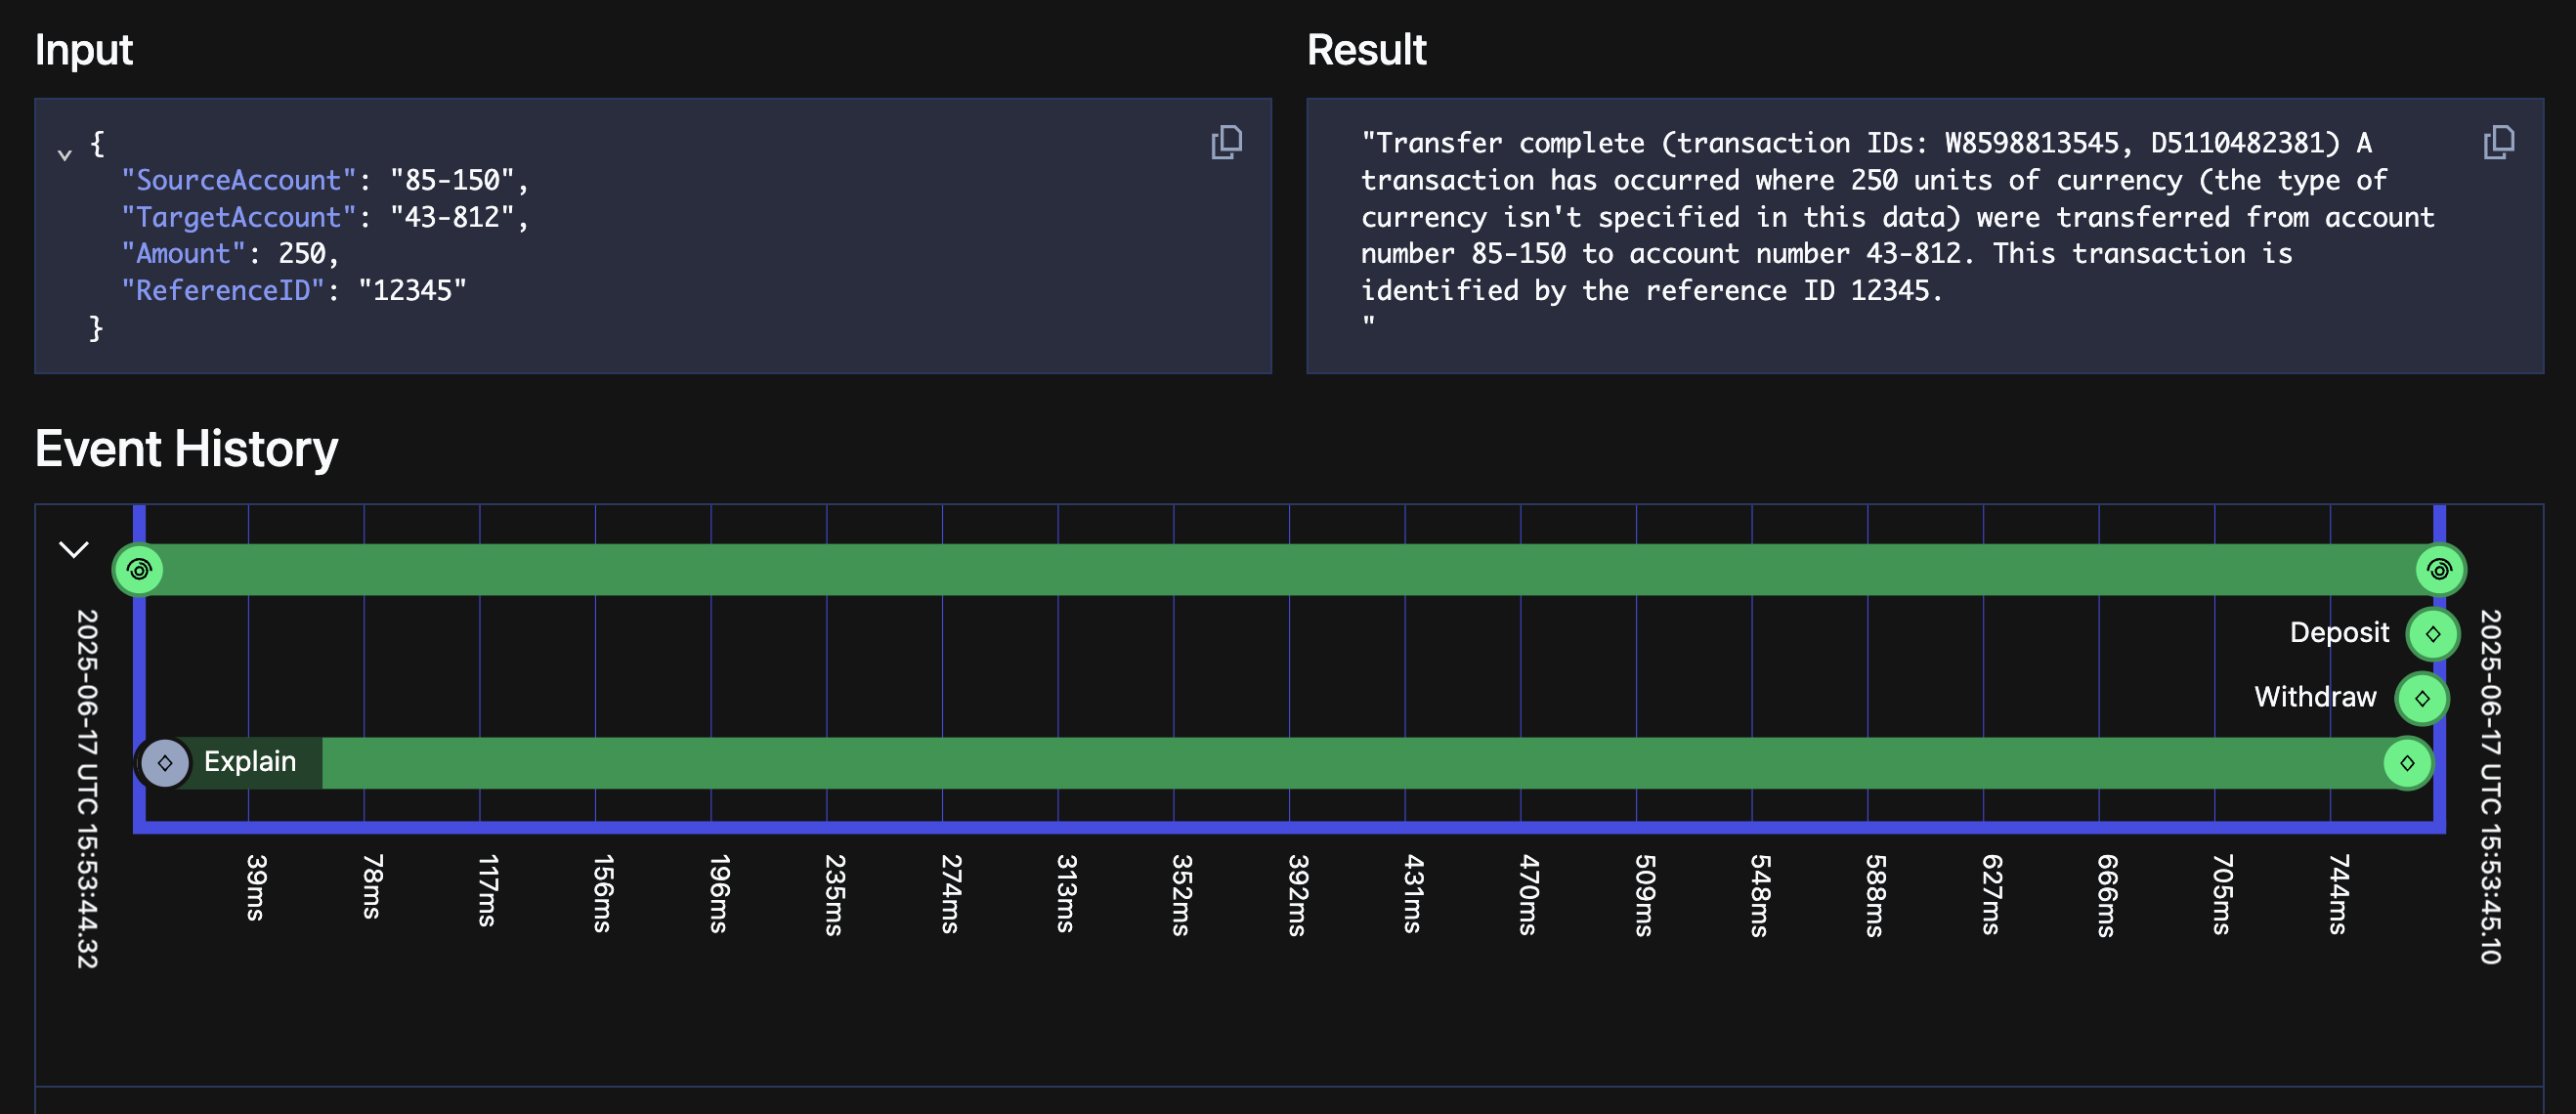 Input
{
"SourceAccount": "85-150",
"TargetAccount": "43-812",
"Amount": 250,
"ReferenceID": "12345"
}
Result
"Transfer complete (transaction IDs: W8598813545, D5110482381) A
transaction has occurred where 250 units of currency (the type of
currency isn't specified in this data) were transferred from account
number 85-150 to account number 43-812. This transaction is
identified by the reference ID 12345.
"
Event History
Deposit
Withdraw
Explain
2025-06-17 UTC 15:53:44.32
39ms
78ms
117ms
156ms
196ms
235ms
274ms
313ms
352ms
392ms
431ms
470ms
509ms
548ms
588ms
627ms
666ms
705ms
744ms
2025-06-17 UTC 15:53:45.10